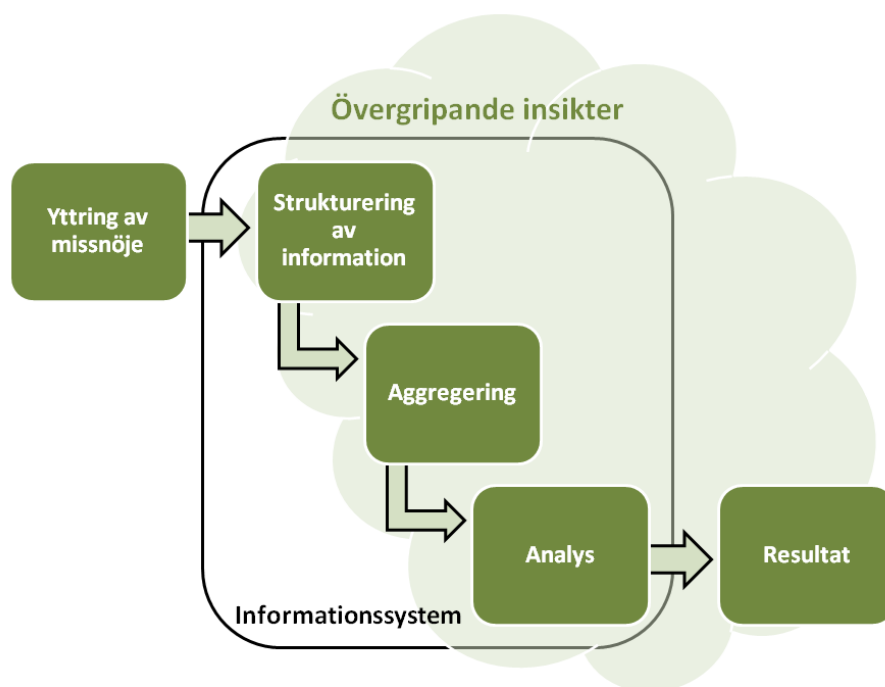 Övergripande insikter
Yttring av
missnöje
Strukturering
av
information
Aggregering
Analys
Resultat
Informationssystem